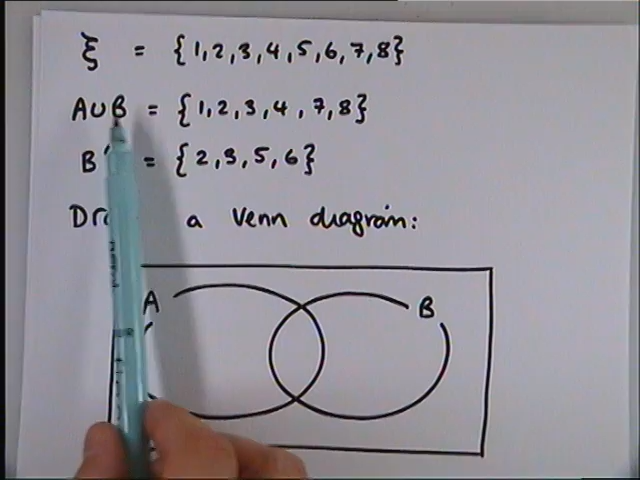 ξ = {1,2,3,4,5,6,7,8}
A∪B = {1,2,3,4,7,8}
B' = {2,3,5,6}
a Venn diagram:
A
B